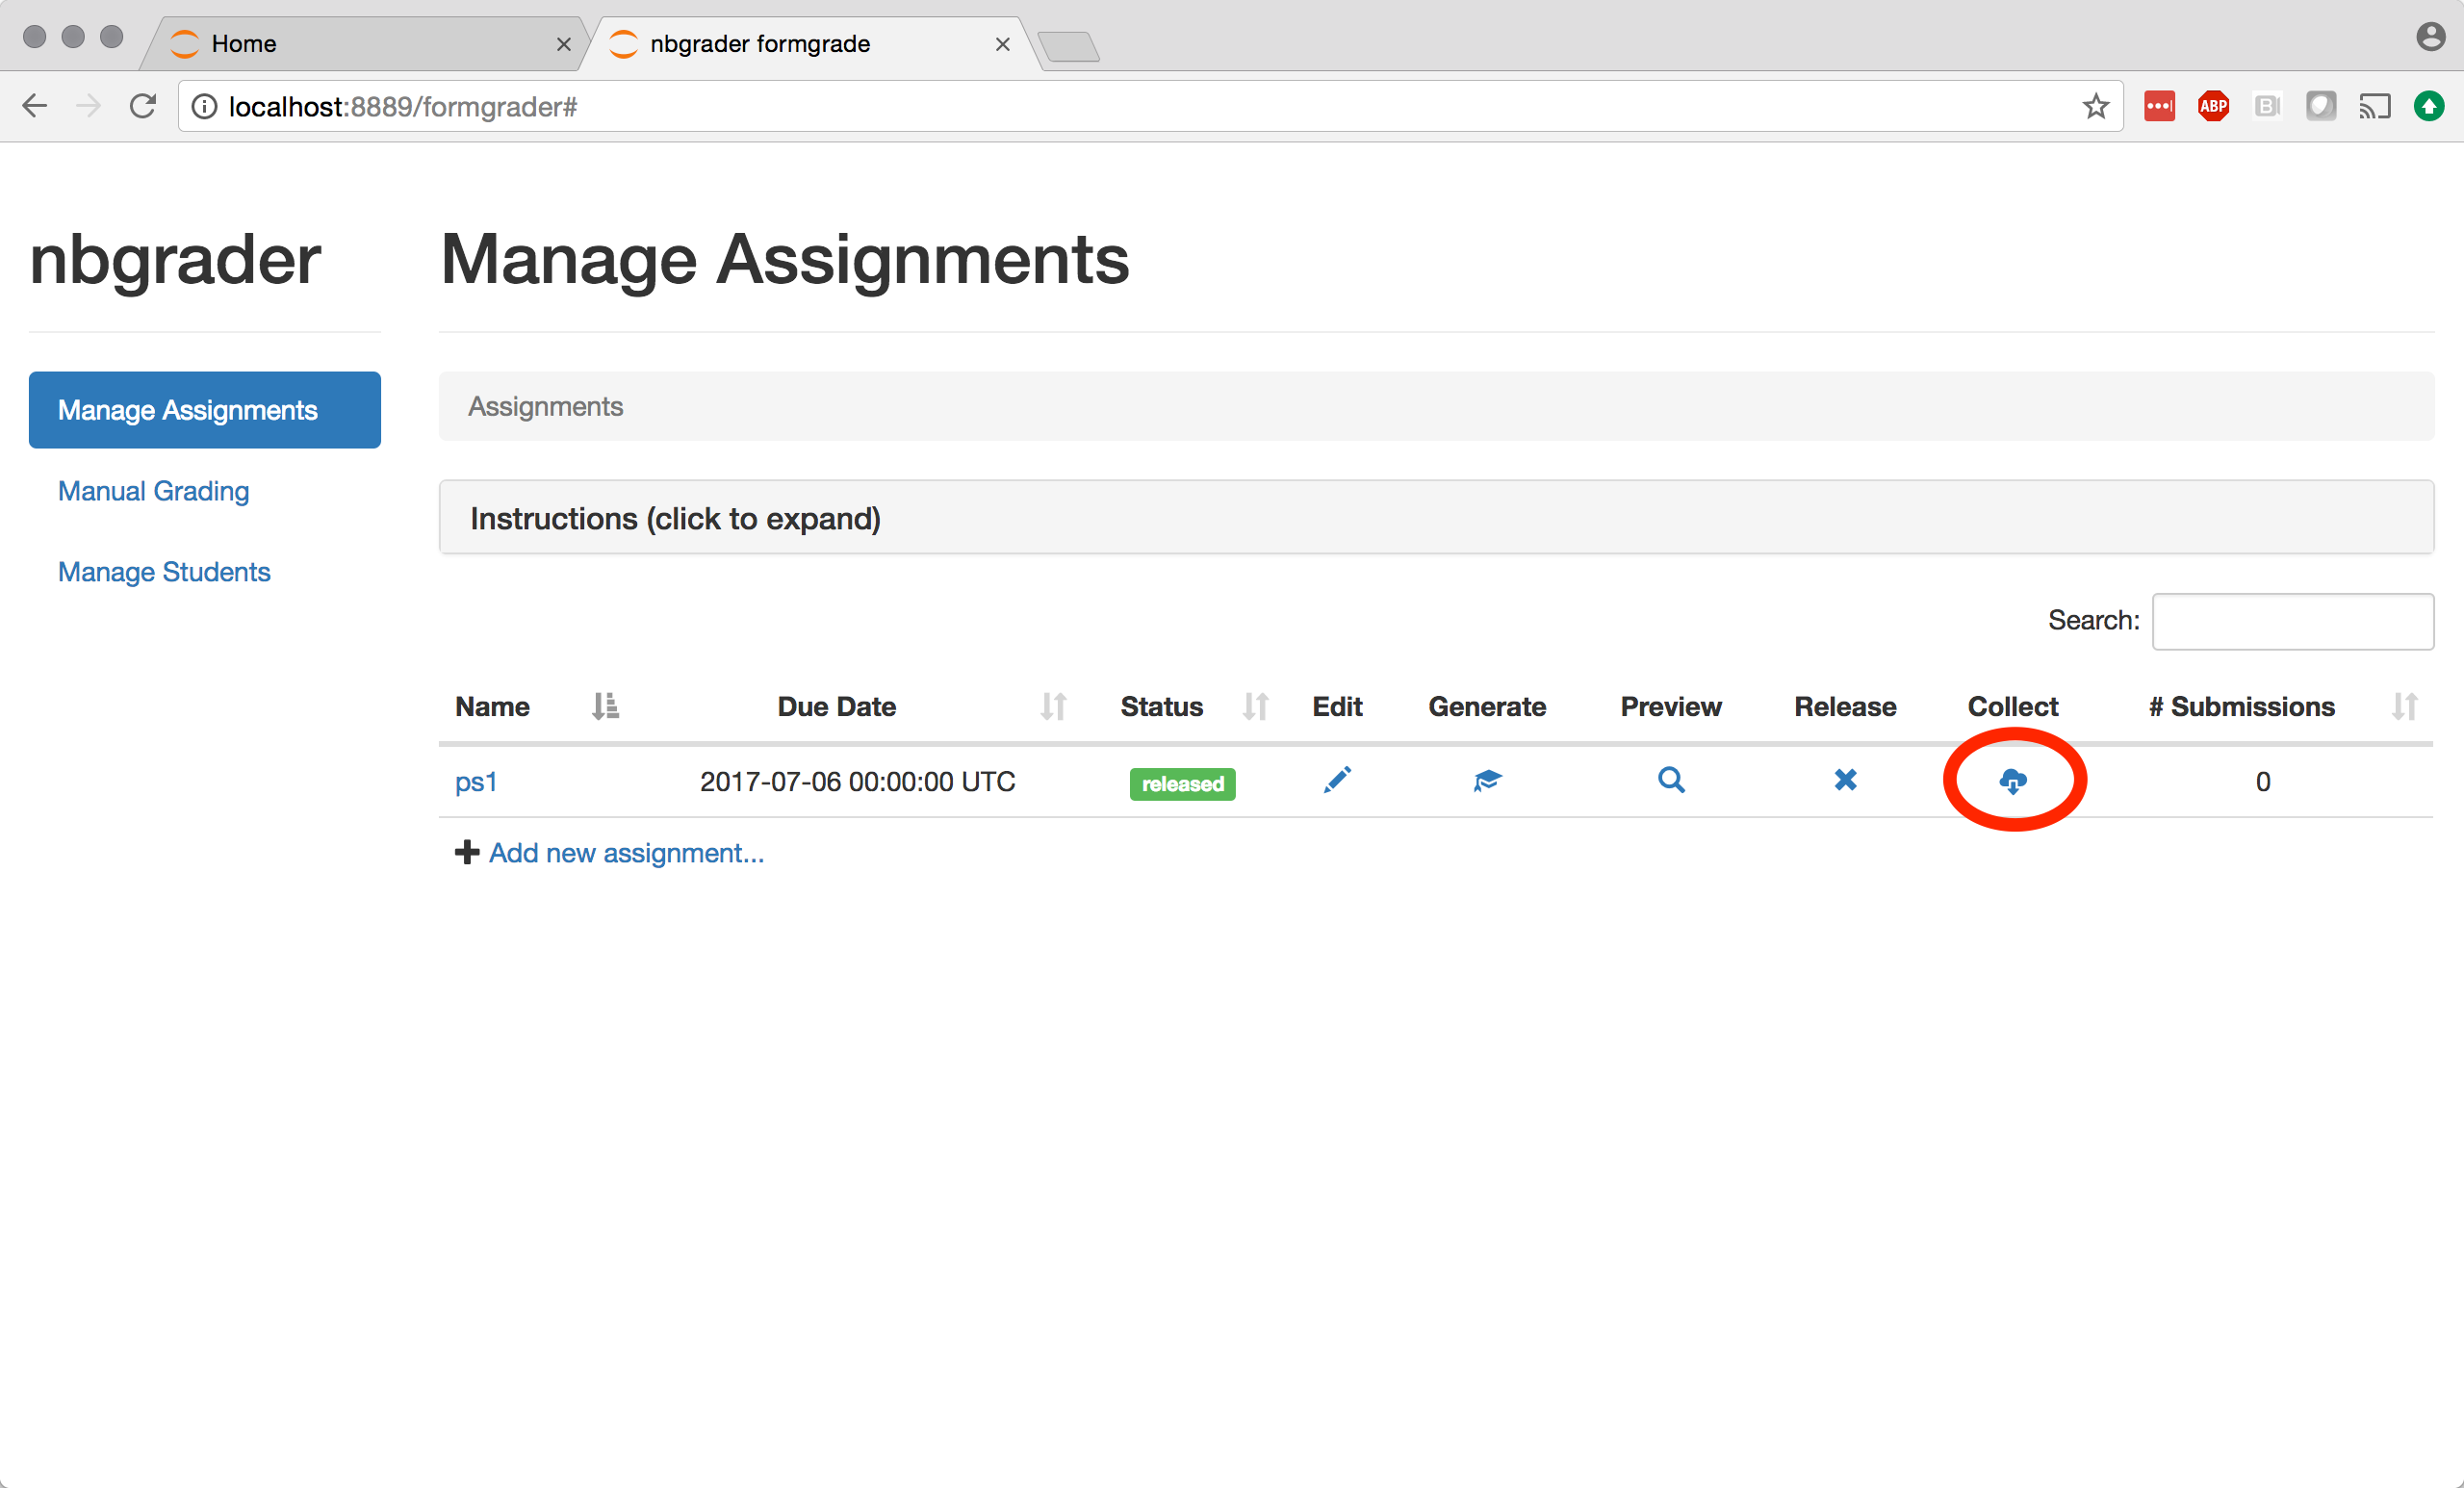 Home
nbgrader formgrade
localhost:8889/formgrader#
ABP
B
nbgrader
Manage Assignments
Manage Assignments
Manual Grading
Manage Students
Assignments
Instructions (click to expand)
Search:
Name Due Date Status Edit Generate Preview Release Collect # Submissions
ps1 2017-07-06 00:00:00 UTC released 0
Add new assignment...